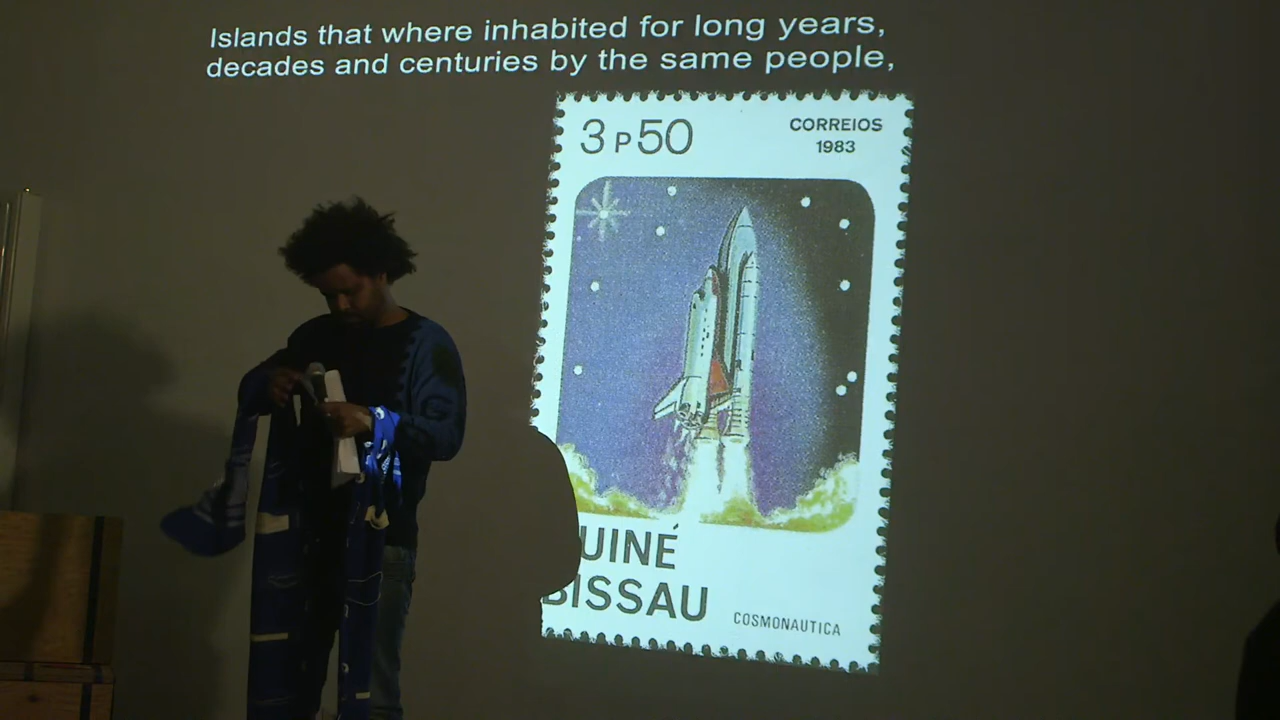 Islands that where inhabited for long years,
decades and centuries by the same people,
3 P 50
CORREIOS
1983
UINÉ
BISSAU
COSMONAUTICA